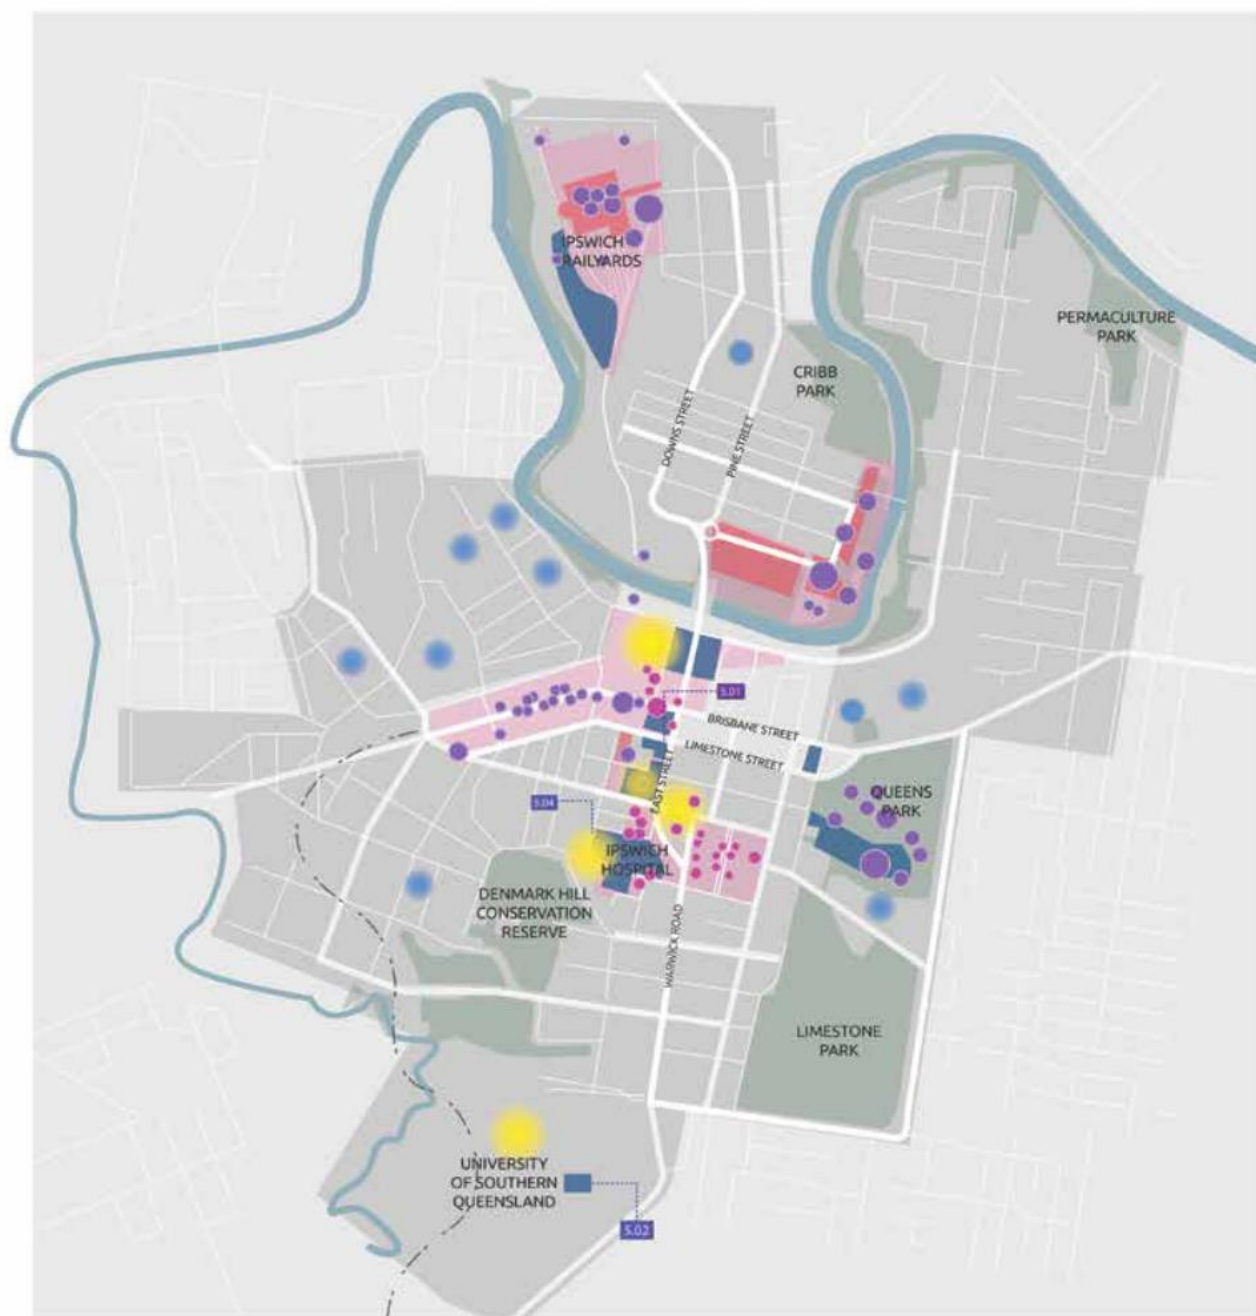 IPSWICH
RAILYARDS
PERMACULTURE
PARK
CRIBB
PARK
DOWNS STREET
PINE STREET
5.01
BRISBANE STREET
LIMESTONE STREET
EAST STREET
QUEENS
PARK
5.04
IPSWICH
HOSPITAL
DENMARK HILL
CONSERVATION
RESERVE
WARWICK ROAD
LIMESTONE
PARK
UNIVERSITY
OF SOUTHERN
QUEENSLAND
5.02